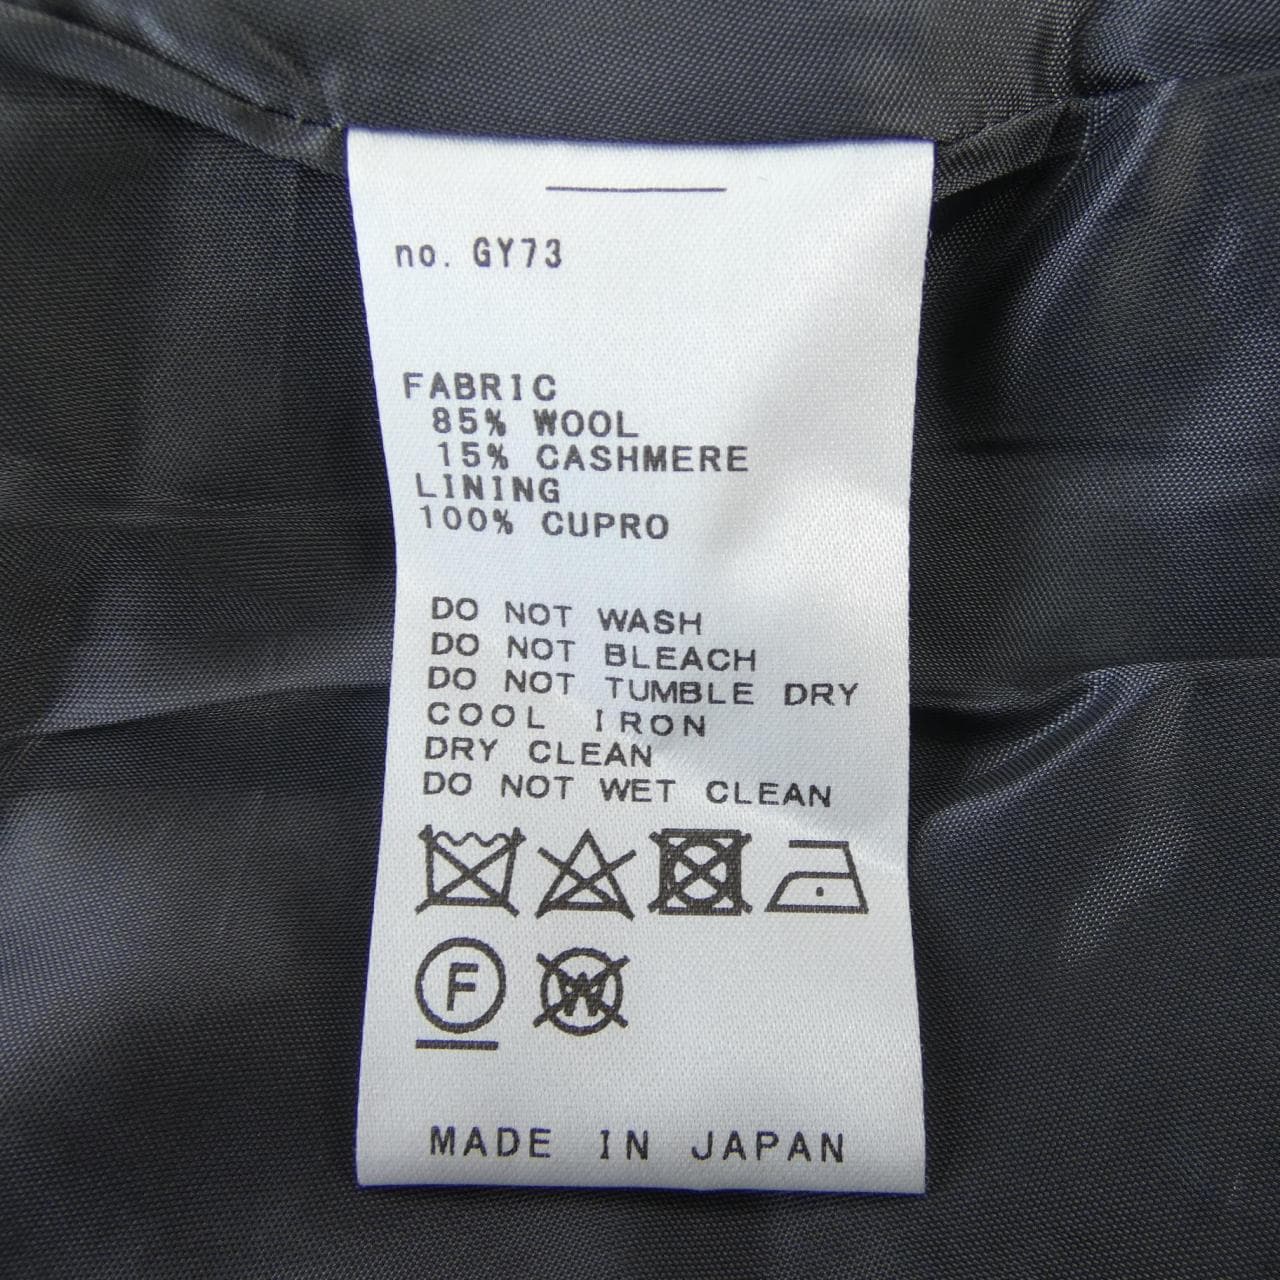 no. GY73
FABRIC
85% WOOL
15% CASHMERE
LINING
100% CUPRO
DO NOT WASH
DO NOT BLEACH
DO NOT TUMBLE DRY
COOL IRON
DRY CLEAN
DO NOT WET CLEAN
F W
MADE IN JAPAN